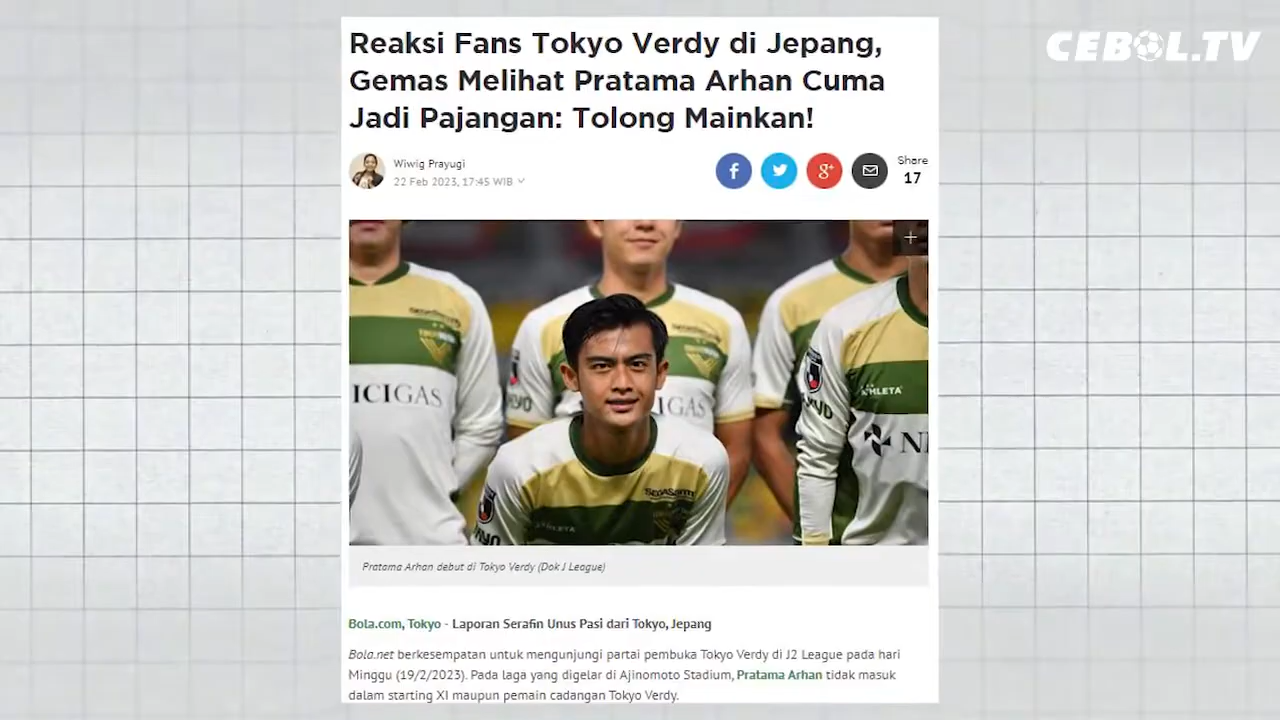 CEBOL.TV
Reaksi Fans Tokyo Verdy di Jepang,
Gemas Melihat Pratama Arhan Cuma
Jadi Pajangan: Tolong Mainkan!
Wiwig Prayugi
22 Feb 2023, 17:45 WIB
Share
17
ICIGAS
IGAS
ATHLETA
SEGASammy
Pratama Arhan debut di Tokyo Verdy (Dok J League)
Bola.com, Tokyo - Laporan Serafin Unus Pasi dari Tokyo, Jepang
Bola.net berkesempatan untuk mengunjungi partai pembuka Tokyo Verdy di J2 League pada hari
Minggu (19/2/2023). Pada laga yang digelar di Ajinomoto Stadium, Pratama Arhan tidak masuk
dalam starting XI maupun pemain cadangan Tokyo Verdy.